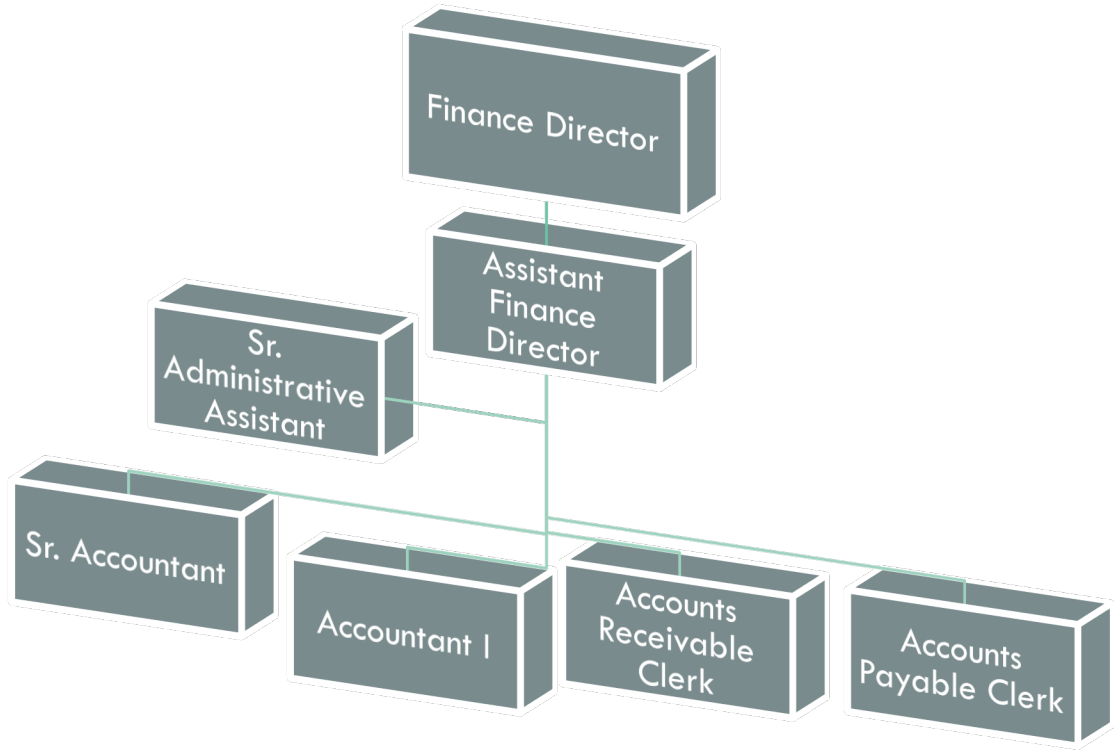 Finance Director
Assistant
Finance
Director
Sr.
Administrative
Assistant
Sr. Accountant
Accountant I
Accounts
Receivable
Clerk
Accounts
Payable Clerk